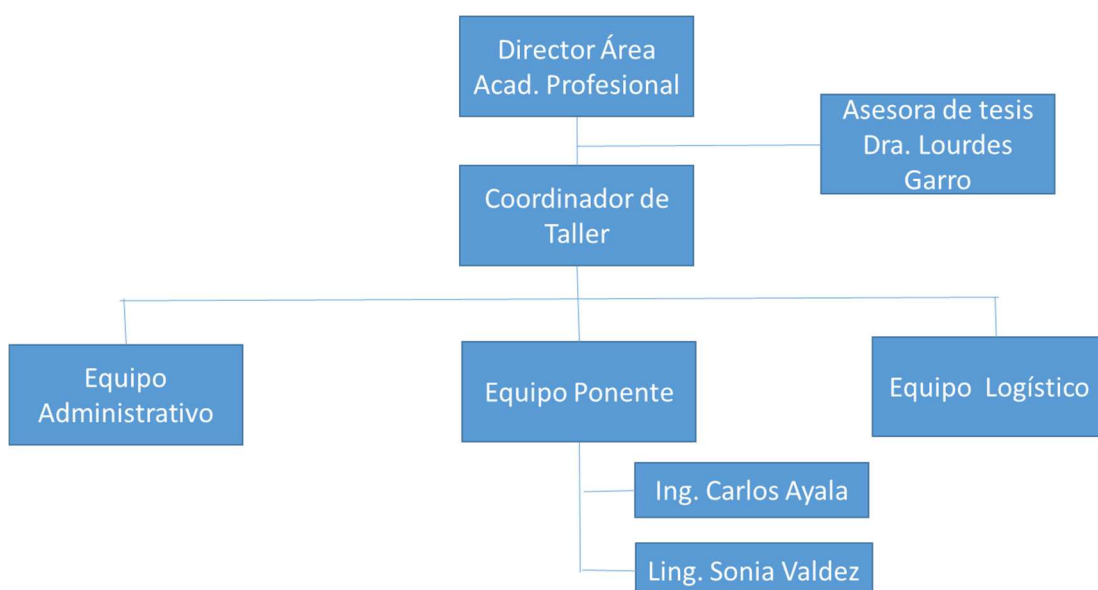 Director Área
Acad. Profesional
Asesora de tesis
Dra. Lourdes
Garro
Coordinador de
Taller
Equipo
Administrativo
Equipo Ponente
Equipo Logístico
Ing. Carlos Ayala
Ling. Sonia Valdez